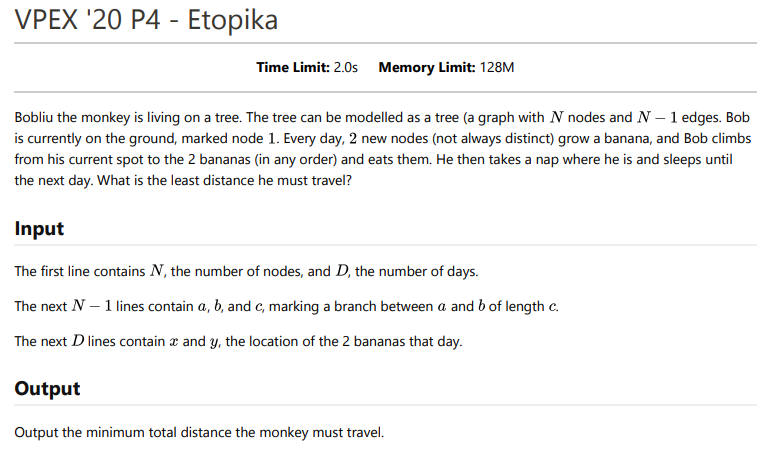 VPEX '20 P4 - Etopika
Time Limit: 2.0s Memory Limit: 128M
Bobliu the monkey is living on a tree. The tree can be modelled as a tree (a graph with N nodes and N − 1 edges. Bob
is currently on the ground, marked node 1. Every day, 2 new nodes (not always distinct) grow a banana, and Bob climbs
from his current spot to the 2 bananas (in any order) and eats them. He then takes a nap where he is and sleeps until
the next day. What is the least distance he must travel?
Input
The first line contains N, the number of nodes, and D, the number of days.
The next N − 1 lines contain a, b, and c, marking a branch between a and b of length c.
The next D lines contain x and y, the location of the 2 bananas that day.
Output
Output the minimum total distance the monkey must travel.